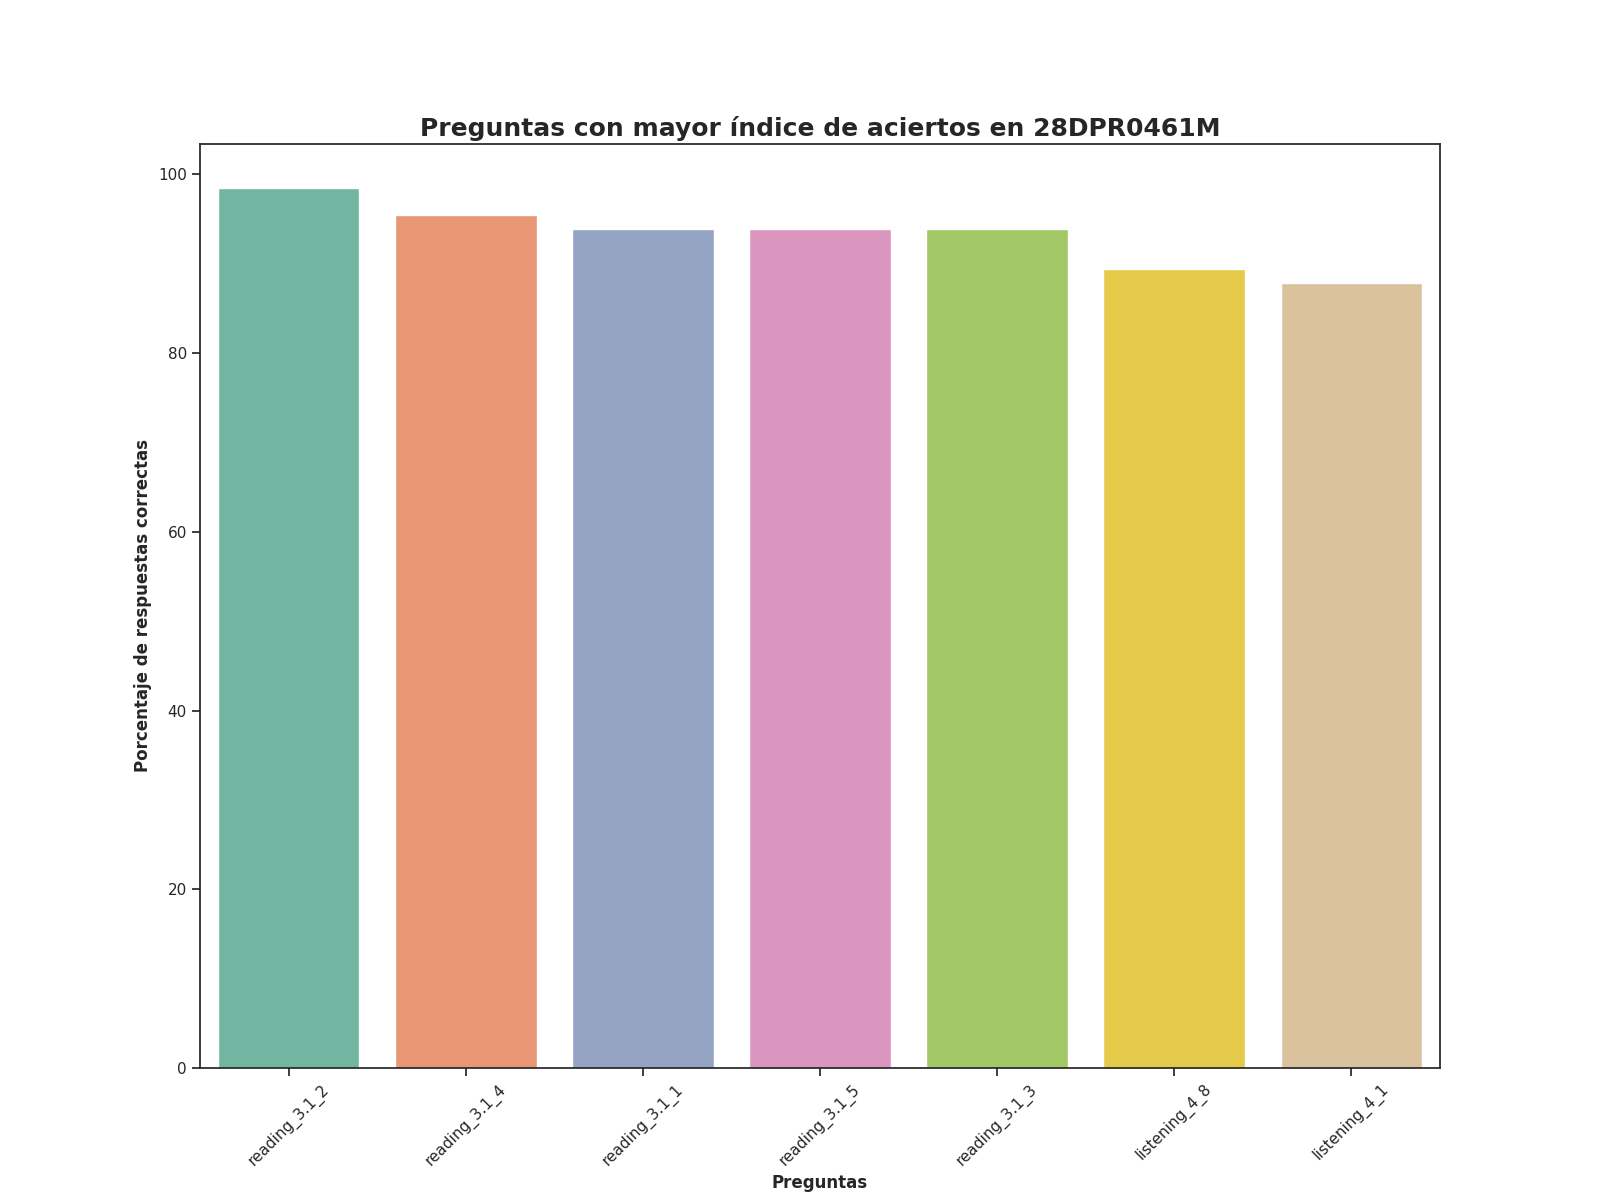 Preguntas con mayor índice de aciertos en 28DPR0461M
Porcentaje de respuestas correctas
100
80
60
40
20
0
reading_3.1_2
reading_3.1_4
reading_3.1_1
reading_3.1_5
reading_3.1_3
listening_4_8
listening_4_1
Preguntas